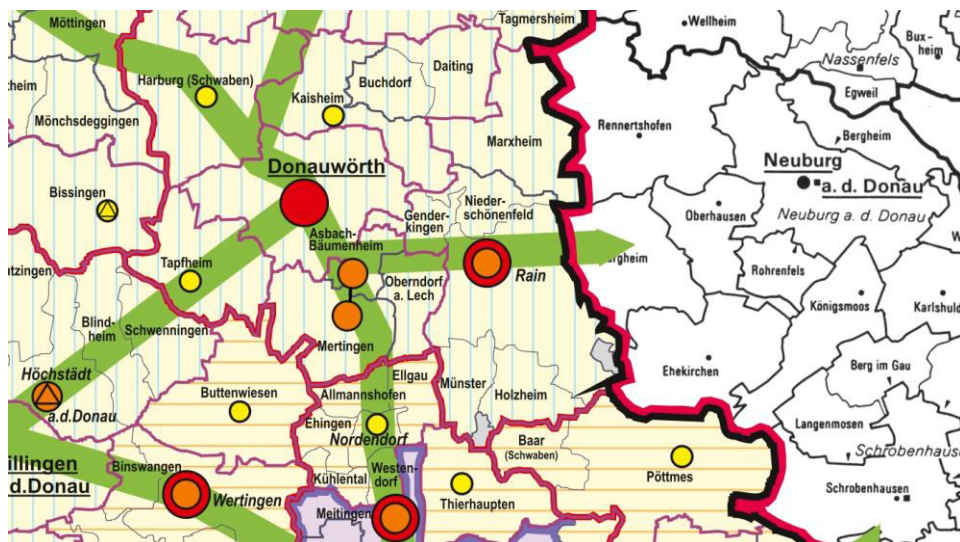 Möttingen
Tagmersheim
Wellheim
Bux-
heim
Harburg (Schwaben)
Buchdorf
Daiting
Nassenfels
Kaisheim
Egweil
Mönchsdeggingen
Rennertshofen
Bergheim
Marxheim
Donauwörth
Neuburg
a. d. Donau
Bissingen
Nieder-
schönenfeld
Gender-
kingen
Oberhausen
Neuburg a. d. Donau
Asbach-
Bäumenheim
Tapfheim
Rain
Rohrenfels
Oberndorf
a. Lech
Königsmoos
Karlshuld
Blind-
heim
Schwenningen
Mertingen
Höchstädt
a.d.Donau
Ellgau
Münster
Ehekirchen
Berg im Gau
Buttenwiesen
Allmannshofen
Holzheim
Ehingen
Nordendorf
Langenmosen
Baar
(Schwaben)
Schrobenhause
illingen
d.Donau
Binswangen
Kühlental
Westen-
dorf
Pöttmes
Wertingen
Thierhaupten
Schrobenhausen
Meitingen